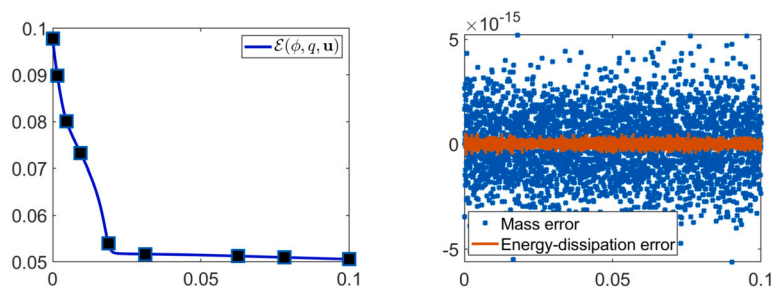 0.1
0.09
0.08
0.07
0.06
0.05
0 0.05 0.1
ℰ(ϕ, q, u)
×10⁻¹⁵
5
0
-5
0 0.05 0.1
Mass error
Energy-dissipation error